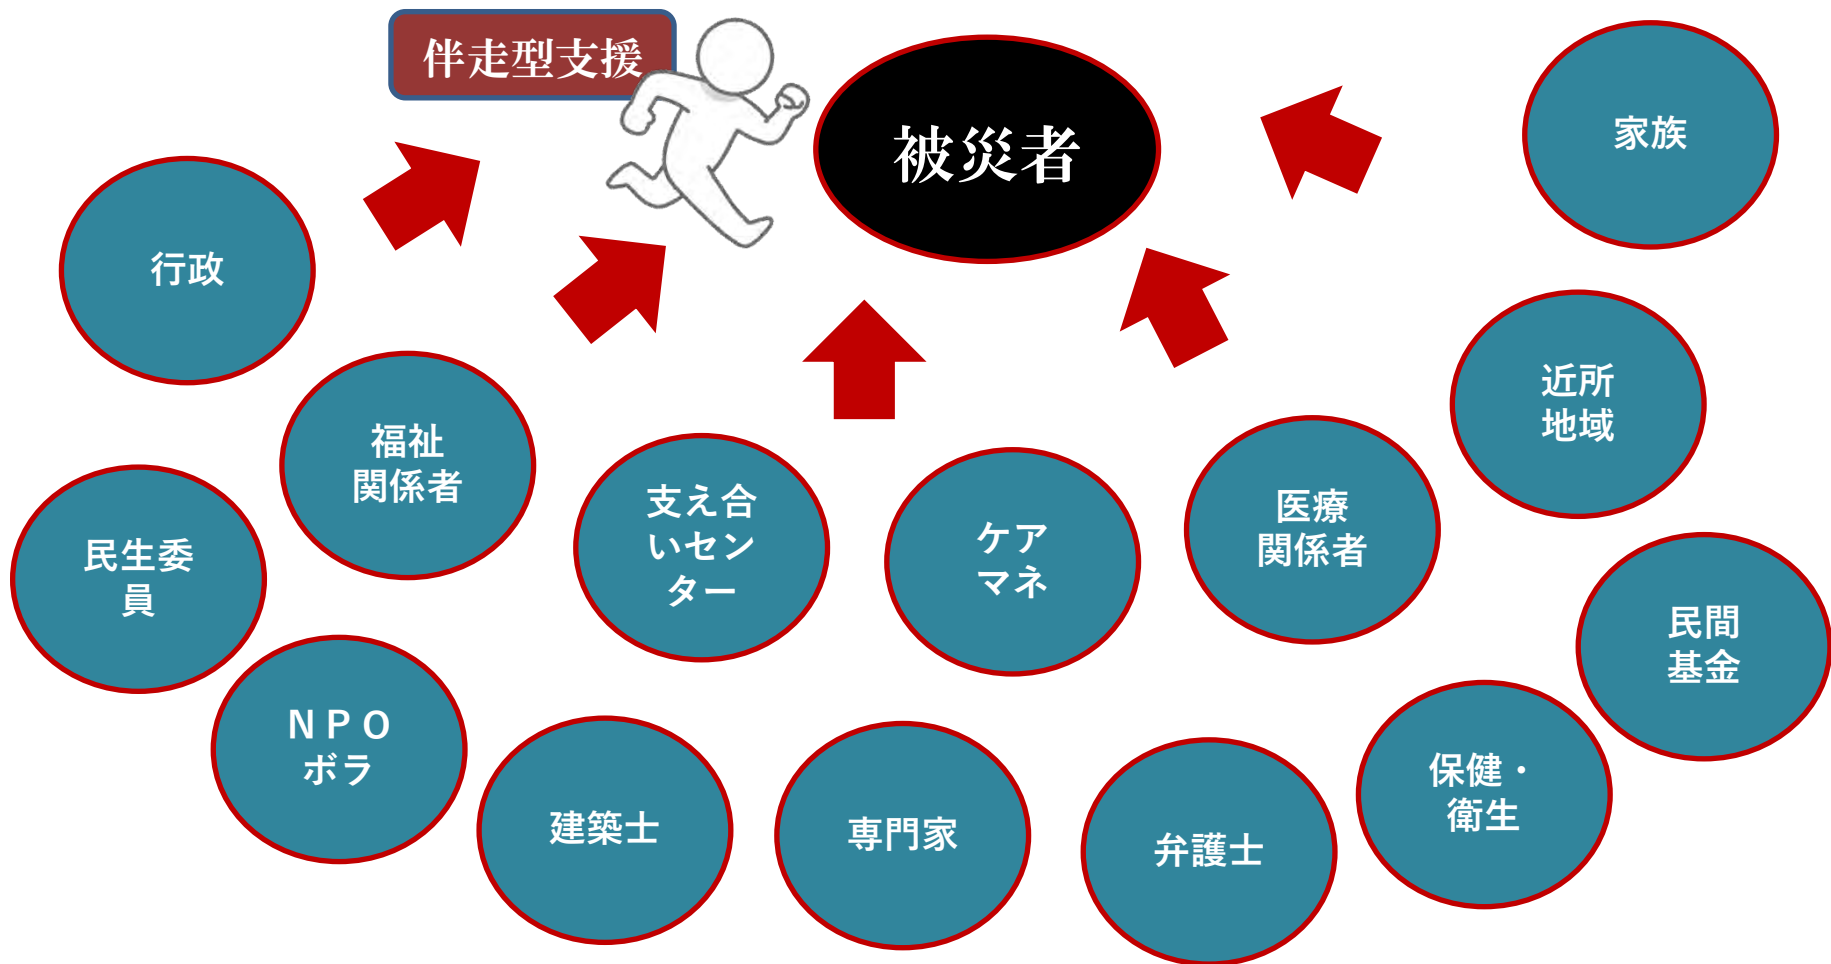 伴走型支援
被災者
家族
行政
近所
地域
福祉
関係者
支え合
いセン
ター
ケア
マネ
医療
関係者
民生委
員
民間
基金
ＮＰＯ
ボラ
建築士
専門家
弁護士
保健・
衛生